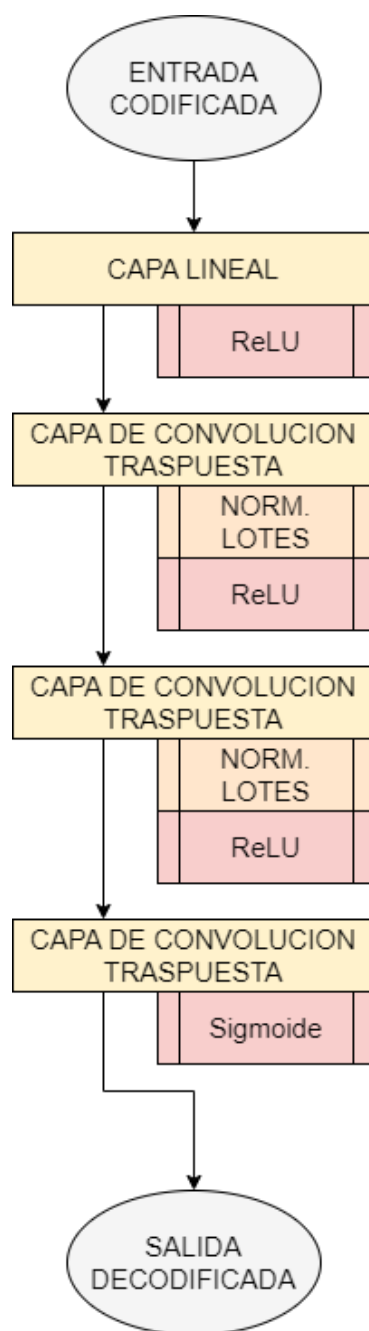 ENTRADA
CODIFICADA
CAPA LINEAL
ReLU
CAPA DE CONVOLUCION
TRASPUESTA
NORM.
LOTES
ReLU
CAPA DE CONVOLUCION
TRASPUESTA
NORM.
LOTES
ReLU
CAPA DE CONVOLUCION
TRASPUESTA
Sigmoide
SALIDA
DECODIFICADA